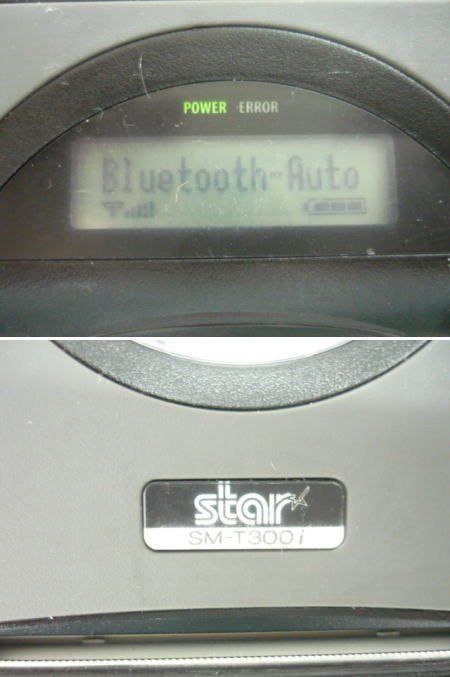 POWER ERROR
Bluetooth-Auto
star
SM-T300i